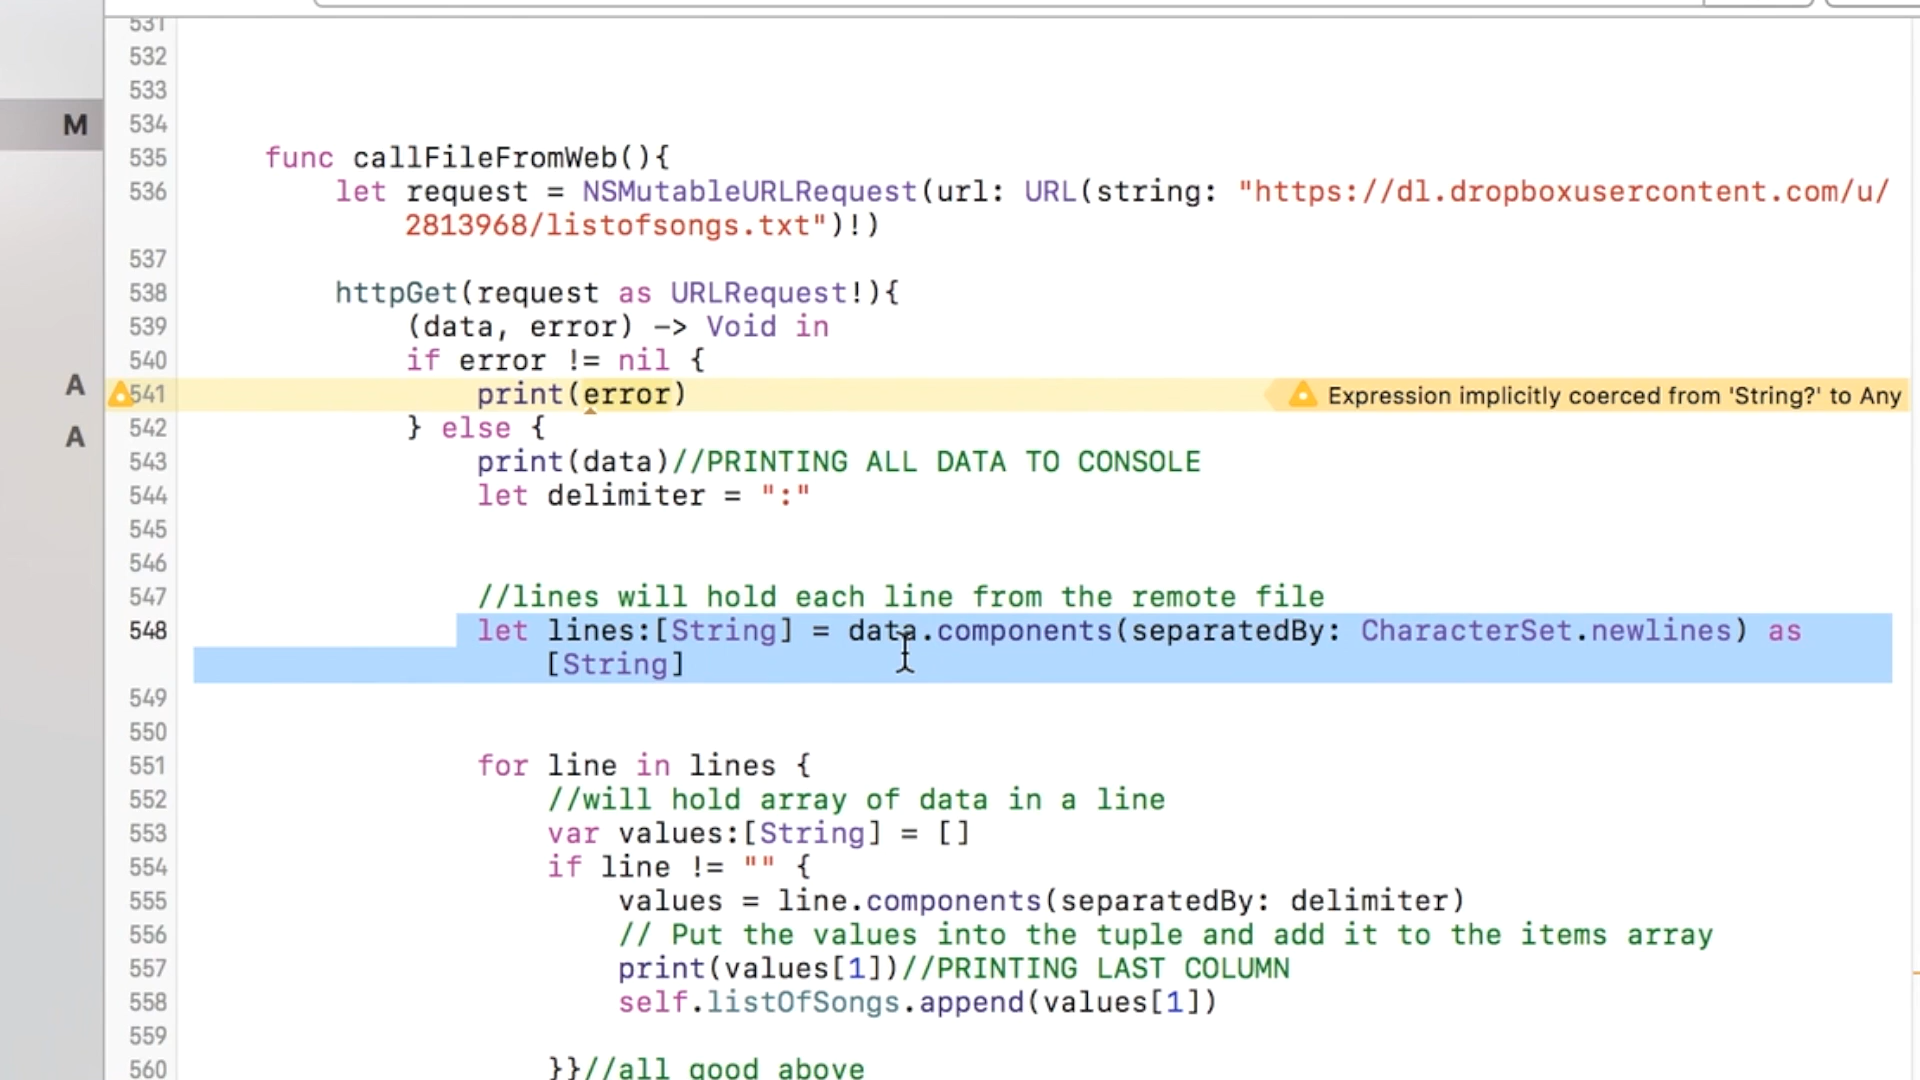 531
532
533
M
534
535 func callFileFromWeb(){
536 let request = NSMutableURLRequest(url: URL(string: "https://dl.dropboxusercontent.com/u/
2813968/listofsongs.txt")!)
537
538 httpGet(request as URLRequest!){
539 (data, error) -> Void in
540 if error != nil {
A
541 print(error) Expression implicitly coerced from 'String?' to Any
542 } else {
A
543 print(data)//PRINTING ALL DATA TO CONSOLE
544 let delimiter = ":"
545
546
547 //lines will hold each line from the remote file
548 let lines:[String] = data.components(separatedBy: CharacterSet.newlines) as
[String]
549
550
551 for line in lines {
552 //will hold array of data in a line
553 var values:[String] = []
554 if line != "" {
555 values = line.components(separatedBy: delimiter)
556 // Put the values into the tuple and add it to the items array
557 print(values[1])//PRINTING LAST COLUMN
558 self.listOfSongs.append(values[1])
559
560 }}//all good above